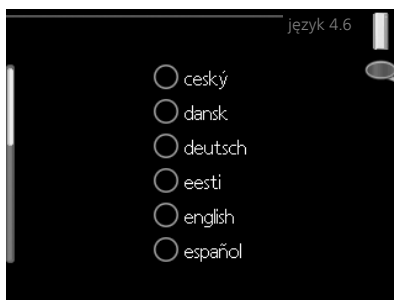 język 4.6
ceský
dansk
deutsch
eesti
english
español